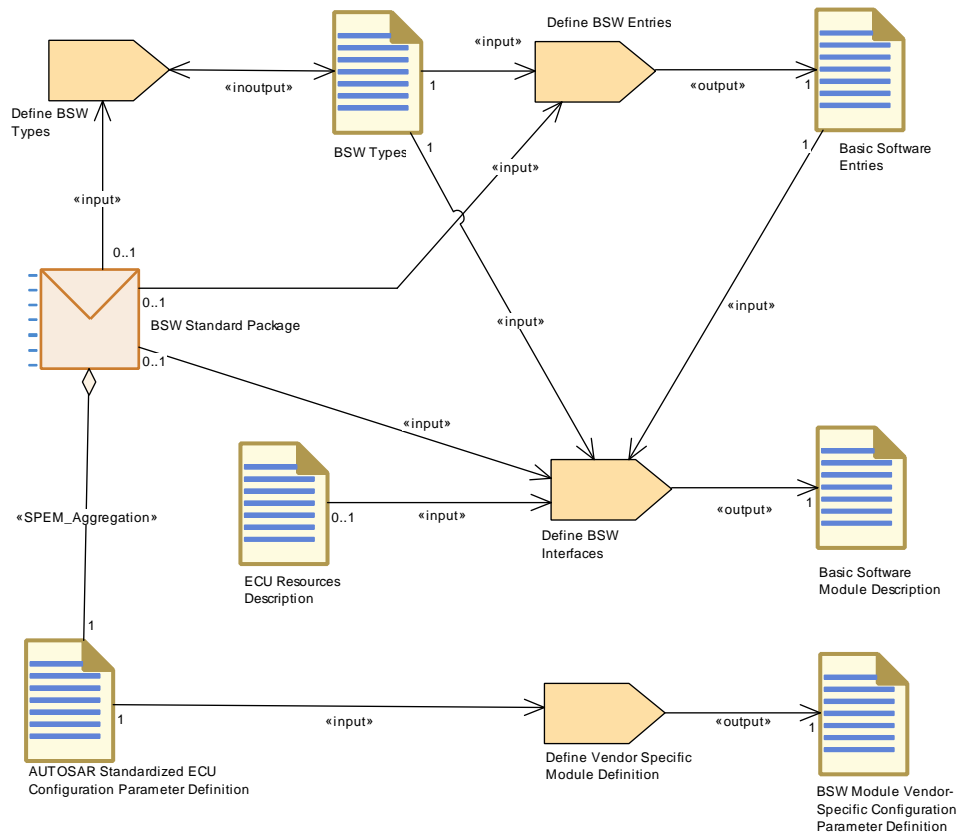 Define BSW Entries
«input»
«inoutput»
1
«output»
1
Define BSW
Types
BSW Types
1
Basic Software
Entries
1
«input»
«input»
0..1
0..1
BSW Standard Package
0..1
«input»
«input»
«input»
«SPEM_Aggregation»
0..1
«input»
«output»
1
Define BSW
Interfaces
ECU Resources
Description
Basic Software
Module Description
1
1
«input»
«output»
1
AUTOSAR Standardized ECU
Configuration Parameter Definition
Define Vendor Specific
Module Definition
BSW Module Vendor-
Specific Configuration
Parameter Definition